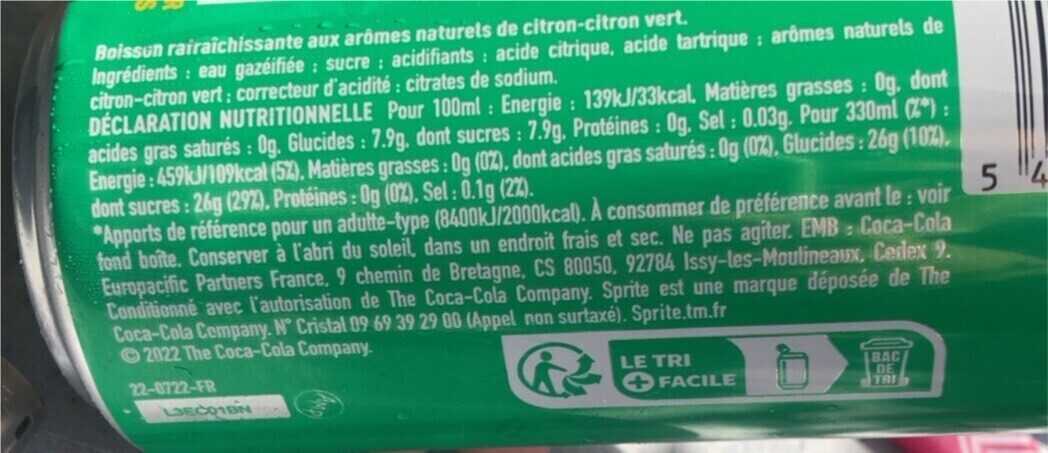 Boisson rafraîchissante aux arômes naturels de citron-citron vert.
Ingrédients : eau gazéifiée ; sucre ; acidifiants : acide citrique, acide tartrique ; arômes naturels de
citron-citron vert ; correcteur d'acidité : citrates de sodium.
DÉCLARATION NUTRITIONNELLE Pour 100ml : Energie : 139kJ/33kcal, Matières grasses : 0g, dont
acides gras saturés : 0g, Glucides : 7.9g, dont sucres : 7.9g, Protéines : 0g, Sel : 0.03g. Pour 330ml (%*) :
Energie : 459kJ/109kcal (5%), Matières grasses : 0g (0%), dont acides gras saturés : 0g (0%), Glucides : 26g (10%),
dont sucres : 26g (29%), Protéines : 0g (0%), Sel : 0.1g (2%).
*Apports de référence pour un adulte-type (8400kJ/2000kcal). À consommer de préférence avant le : voir
fond boîte. Conserver à l'abri du soleil, dans un endroit frais et sec. Ne pas agiter. EMB : Coca-Cola
Europacific Partners France, 9 chemin de Bretagne, CS 80050, 92784 Issy-les-Moulineaux, Cedex 9.
Conditionné avec l'autorisation de The Coca-Cola Company. Sprite est une marque déposée de The
Coca-Cola Company. N° Cristal 09 69 39 29 00 (Appel non surtaxé). Sprite.tm.fr
© 2022 The Coca-Cola Company.
22-0722-FR
L3EC01BN
LE TRI
+ FACILE
BAC
DE
TRI
5 4